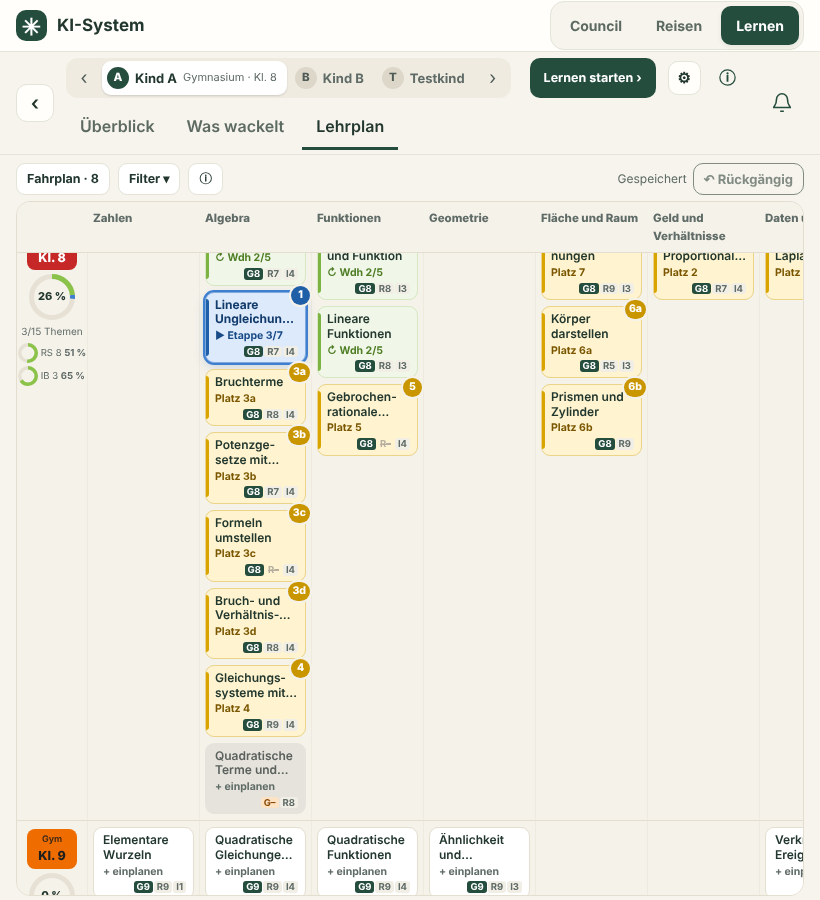 KI-System
Council
Reisen
Lernen
‹
A Kind A Gymnasium · Kl. 8
B Kind B
T Testkind
›
Lernen starten ›
⚙
ⓘ
‹
Überblick
Was wackelt
Lehrplan
Fahrplan · 8
Filter ▾
ⓘ
Gespeichert
↶ Rückgängig
Zahlen
Algebra
Funktionen
Geometrie
Fläche und Raum
Geld und
Verhältnisse
Daten
Kl. 8
26 %
3/15 Themen
RS 8 51 %
IB 3 65 %
↻ Wdh 2/5
G8 R7 I4
1
Lineare
Ungleichun...
▶ Etappe 3/7
G8 R7 I4
3a
Bruchterme
Platz 3a
G8 R8 I4
3b
Potenzge-
setze mit...
Platz 3b
G8 R7 I4
3c
Formeln
umstellen
Platz 3c
G8 R– I4
3d
Bruch- und
Verhältnis-...
Platz 3d
G8 R8 I4
4
Gleichungs-
systeme mit...
Platz 4
G8 R9 I4
Quadratische
Terme und...
+ einplanen
G– R8
und Funktion
↻ Wdh 2/5
G8 R8 I3
Lineare
Funktionen
↻ Wdh 2/5
G8 R8 I3
5
Gebrochen-
rationale...
Platz 5
G8 R– I4
nungen
Platz 7
G8 R9 I3
6a
Körper
darstellen
Platz 6a
G8 R5 I3
6b
Prismen und
Zylinder
Platz 6b
G8 R9
Proportional...
Platz 2
G8 R7 I4
Platz
Gym
Kl. 9
0 %
Elementare
Wurzeln
+ einplanen
G9 R9 I1
Quadratische
Gleichunge...
+ einplanen
G9 R9 I4
Quadratische
Funktionen
+ einplanen
G9 R9 I4
Ähnlichkeit
und...
+ einplanen
G9 R9 I3